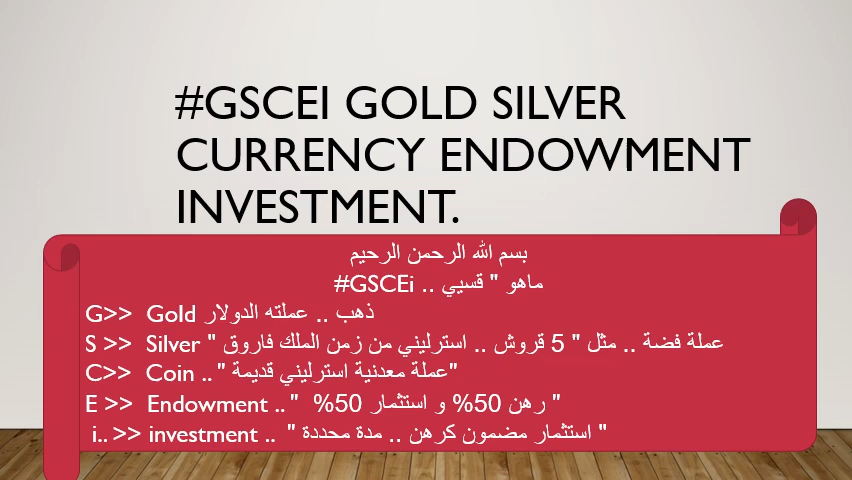 #GSCEI GOLD SILVER
CURRENCY ENDOWMENT
INVESTMENT.
بسم الله الرحمن الرحيم
ماهو " قسيي .. GSCEi#
G>> Gold ذهب .. عملته الدولار
S >> Silver " عملة فضة .. مثل " 5 قروش .. استرليني من زمن الملك فاروق
C>> Coin .. " عملة معدنية استرليني قديمة"
E >> Endowment .. " رهن 50% و استثمار 50% "
i.. >> investment .. " استثمار مضمون كرهن .. مدة محددة "